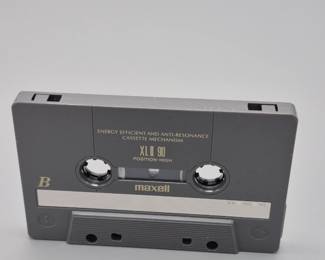 ENERGY EFFICIENT AND ANTI-RESONANCE
CASSETTE MECHANISM
XLII 90
POSITION·HIGH
B
maxell